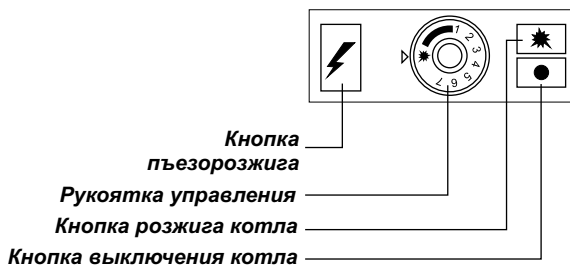 1 2 3 4 5 6 7
Кнопка
пъезорозжига
Рукоятка управления
Кнопка розжига котла
Кнопка выключения котла